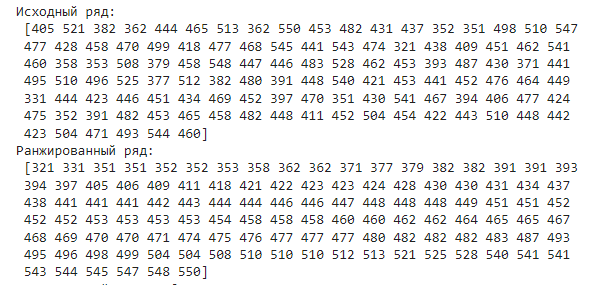 Исходный ряд:
[405 521 382 362 444 465 513 362 550 453 482 431 437 352 351 498 510 547
477 428 458 470 499 418 477 468 545 441 543 474 321 438 409 451 462 541
460 358 353 508 379 458 548 447 446 483 528 462 453 393 487 430 371 441
495 510 496 525 377 512 382 480 391 448 540 421 453 441 452 476 464 449
331 444 423 446 451 434 469 452 397 470 351 430 541 467 394 406 477 424
475 352 391 482 453 465 458 482 448 411 452 504 454 422 443 510 448 442
423 504 471 493 544 460]
Ранжированный ряд:
[321 331 351 351 352 352 353 358 362 362 371 377 379 382 382 391 391 393
394 397 405 406 409 411 418 421 422 423 423 424 428 430 430 431 434 437
438 441 441 441 442 443 444 444 446 446 447 448 448 448 449 451 451 452
452 452 453 453 453 453 454 458 458 458 460 460 462 462 464 465 465 467
468 469 470 470 471 474 475 476 477 477 477 480 482 482 482 483 487 493
495 496 498 499 504 504 508 510 510 510 512 513 521 525 528 540 541 541
543 544 545 547 548 550]